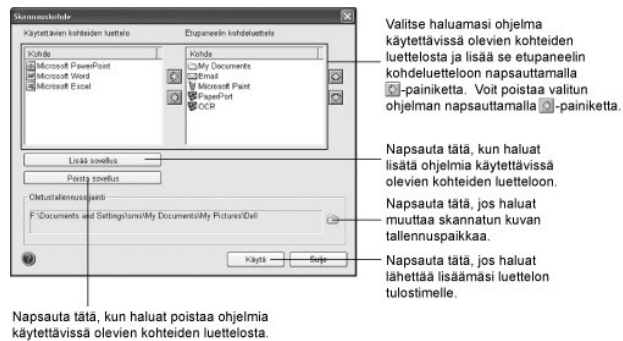 Skannauskohde
Käytettävien kohteiden luettelo
Etupaneelin kohdeluettelo
Kohde
Microsoft PowerPoint
Microsoft Word
Microsoft Excel
Kohde
My Documents
Email
Microsoft Paint
PaperPort
OCR
Lisää sovellus
Poista sovellus
Oletustallennussijainti
F:\Documents and Settings\sms\My Documents\My Pictures\Dell
Käytä
Sulje
Valitse haluamasi ohjelma
käytettävissä olevien kohteiden
luettelosta ja lisää se etupaneelin
kohdeluetteloon napsauttamalla
-painiketta. Voit poistaa valitun
ohjelman napsauttamalla -painiketta.
Napsauta tätä, kun haluat
lisätä ohjelmia käytettävissä
olevien kohteiden luetteloon.
Napsauta tätä, jos haluat
muuttaa skannatun kuvan
tallennuspaikkaa.
Napsauta tätä, jos haluat
lähettää lisäämäsi luettelon
tulostimelle.
Napsauta tätä, kun haluat poistaa ohjelmia
käytettävissä olevien kohteiden luettelosta.